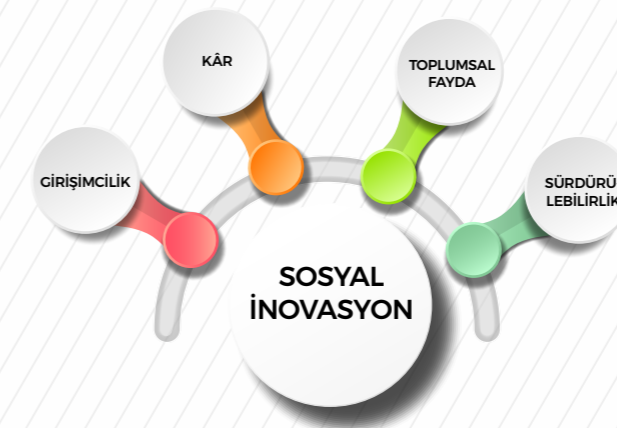 KÂR
TOPLUMSAL
FAYDA
GİRİŞİMCİLİK
SÜRDÜRÜ
LEBİLİRLİK
SOSYAL
İNOVASYON